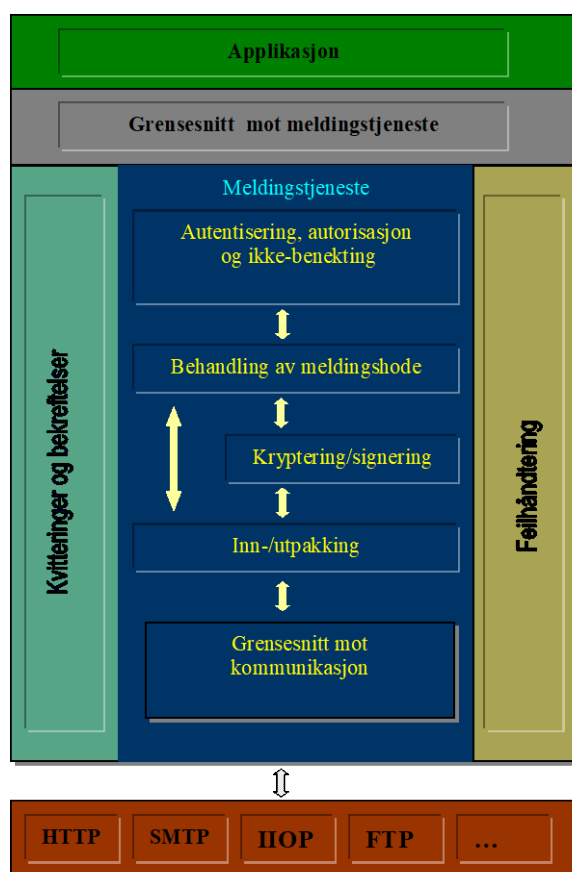 Applikasjon
Grensesnitt mot meldingstjeneste
Kvitteringer og bekreftelser
Meldingstjeneste
Autentisering, autorisasjon
og ikke-benekting
Behandling av meldingshode
Kryptering/signering
Inn-/utpakking
Grensesnitt mot
kommunikasjon
Feilhåndtering
HTTP
SMTP
IIOP
FTP
...